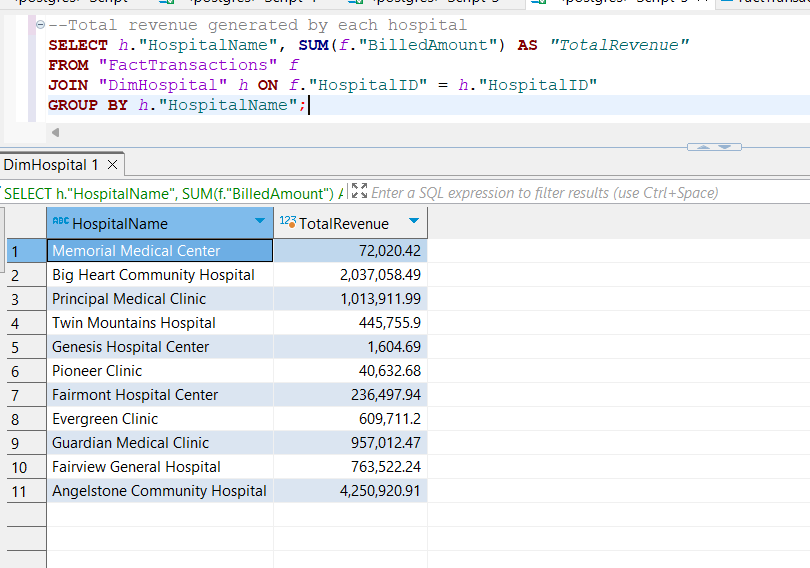 --Total revenue generated by each hospital
SELECT h."HospitalName", SUM(f."BilledAmount") AS "TotalRevenue"
FROM "FactTransactions" f
JOIN "DimHospital" h ON f."HospitalID" = h."HospitalID"
GROUP BY h."HospitalName";
DimHospital 1
SELECT h."HospitalName", SUM(f."BilledAmount") A Enter a SQL expression to filter results (use Ctrl+Space)
ABC HospitalName 123 TotalRevenue
1 Memorial Medical Center 72,020.42
2 Big Heart Community Hospital 2,037,058.49
3 Principal Medical Clinic 1,013,911.99
4 Twin Mountains Hospital 445,755.9
5 Genesis Hospital Center 1,604.69
6 Pioneer Clinic 40,632.68
7 Fairmont Hospital Center 236,497.94
8 Evergreen Clinic 609,711.2
9 Guardian Medical Clinic 957,012.47
10 Fairview General Hospital 763,522.24
11 Angelstone Community Hospital 4,250,920.91